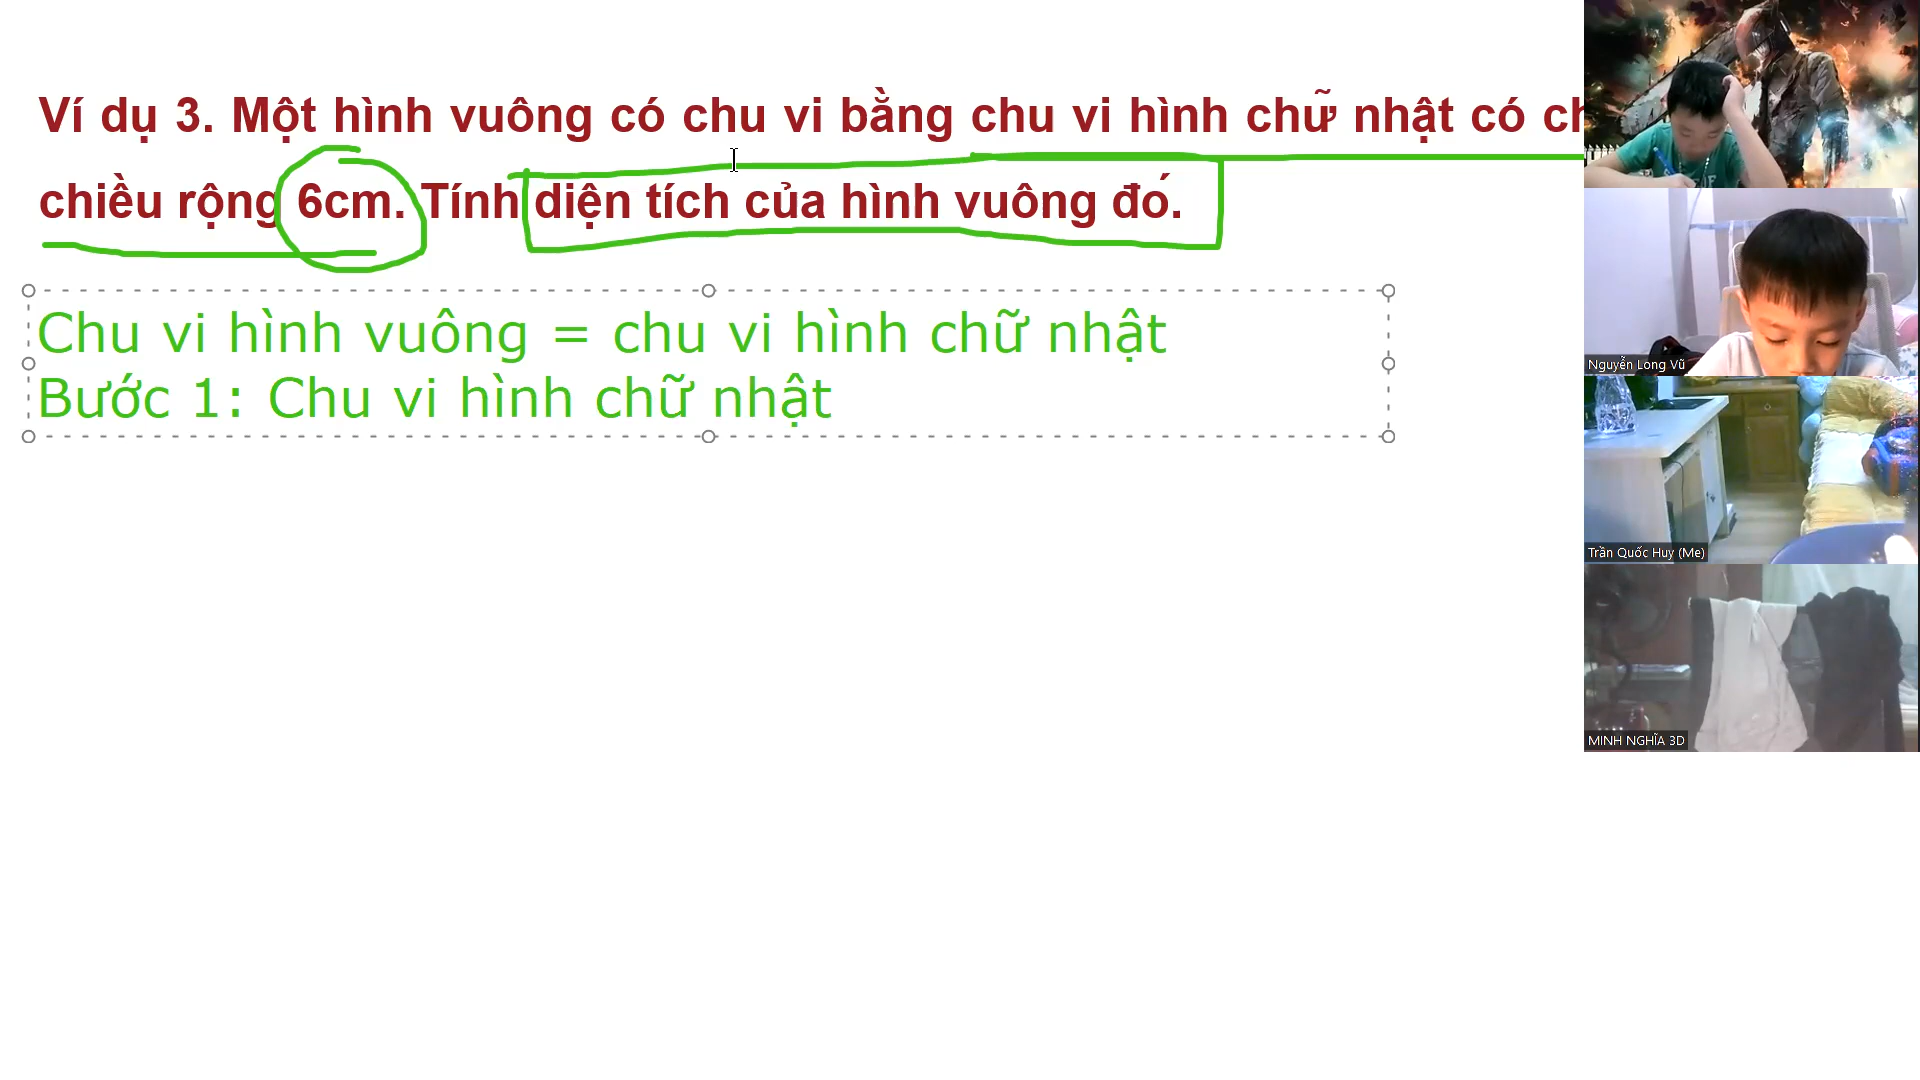 Ví dụ 3. Một hình vuông có chu vi bằng chu vi hình chữ nhật có
chiều rộng 6cm. Tính diện tích của hình vuông đó.
Chu vi hình vuông = chu vi hình chữ nhật
Bước 1: Chu vi hình chữ nhật
Nguyễn Long Vũ
Trần Quốc Huy (Me)
MINH NGHĨA 3D